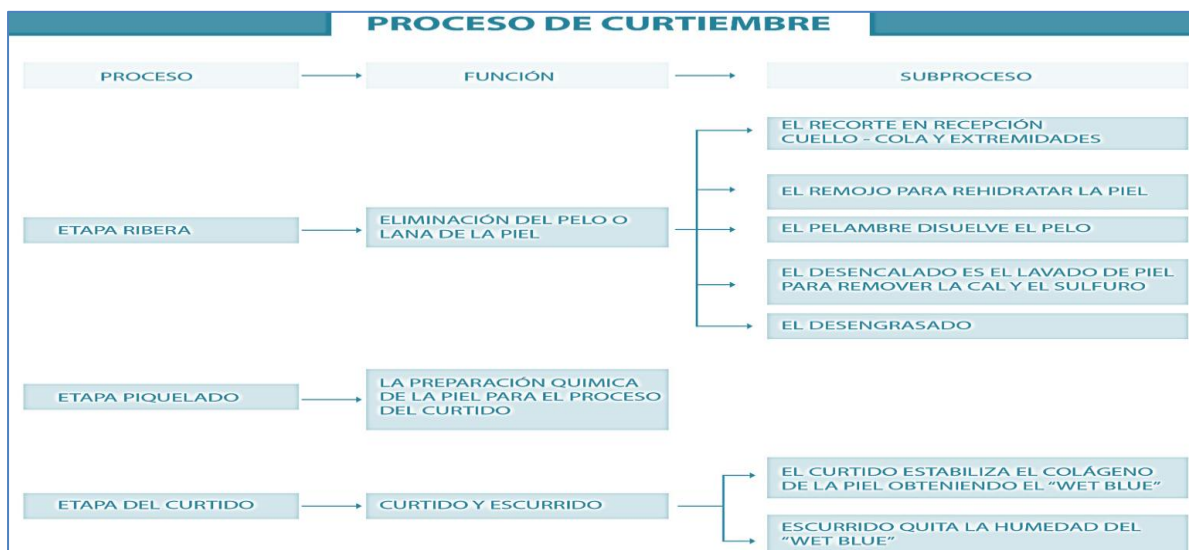 PROCESO DE CURTIEMBRE
PROCESO
FUNCIÓN
SUBPROCESO
ETAPA RIBERA
ELIMINACIÓN DEL PELO O
LANA DE LA PIEL
EL RECORTE EN RECEPCIÓN
CUELLO - COLA Y EXTREMIDADES
EL REMOJO PARA REHIDRATAR LA PIEL
EL PELAMBRE DISUELVE EL PELO
EL DESENCALADO ES EL LAVADO DE PIEL
PARA REMOVER LA CAL Y EL SULFURO
EL DESENGRASADO
ETAPA PIQUELADO
LA PREPARACIÓN QUIMICA
DE LA PIEL PARA EL PROCESO
DEL CURTIDO
ETAPA DEL CURTIDO
CURTIDO Y ESCURRIDO
EL CURTIDO ESTABILIZA EL COLÁGENO
DE LA PIEL OBTENIENDO EL "WET BLUE"
ESCURRIDO QUITA LA HUMEDAD DEL
"WET BLUE"